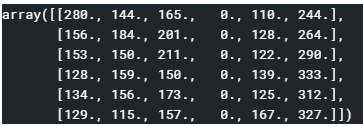 array([[280., 144., 165.,   0., 110., 244.],
       [156., 184., 201.,   0., 128., 264.],
       [153., 150., 211.,   0., 122., 290.],
       [128., 159., 150.,   0., 139., 333.],
       [134., 156., 173.,   0., 125., 312.],
       [129., 115., 157.,   0., 167., 327.]])